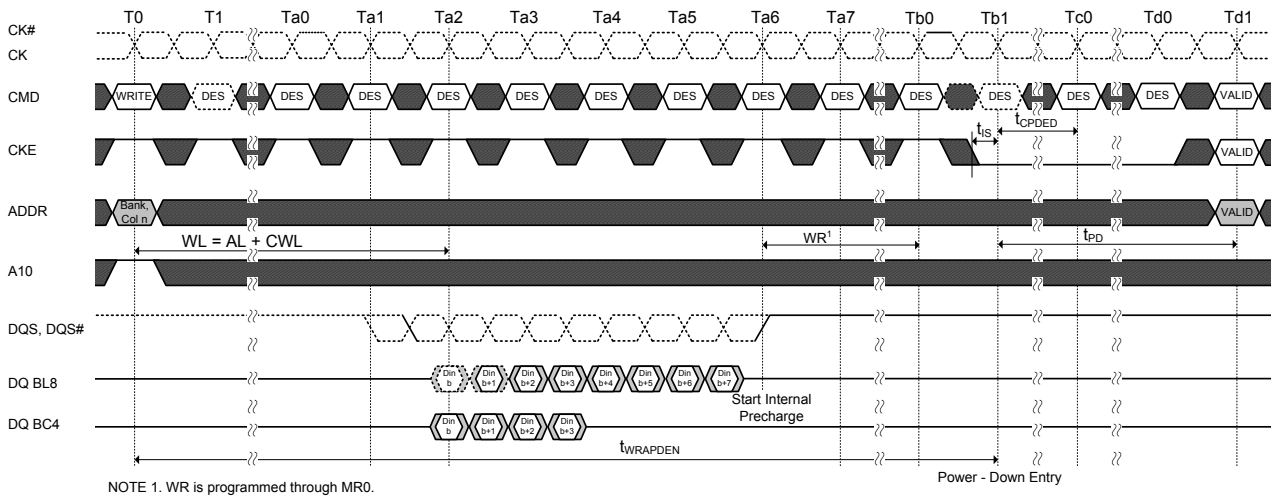 T0 T1 Ta0 Ta1 Ta2 Ta3 Ta4 Ta5 Ta6 Ta7 Tb0 Tb1 Tc0 Td0 Td1
CK#
CK
CMD WRITE DES DES DES DES DES DES DES DES DES DES DES DES DES VALID
tIS tCPDED
CKE VALID
ADDR Bank, Col n VALID
WL = AL + CWL WR1 tPD
A10
DQS, DQS#
DQ BL8 Din b Din b+1 Din b+2 Din b+3 Din b+4 Din b+5 Din b+6 Din b+7
Start Internal
Precharge
DQ BC4 Din b Din b+1 Din b+2 Din b+3
tWRAPDEN
Power - Down Entry
NOTE 1. WR is programmed through MR0.